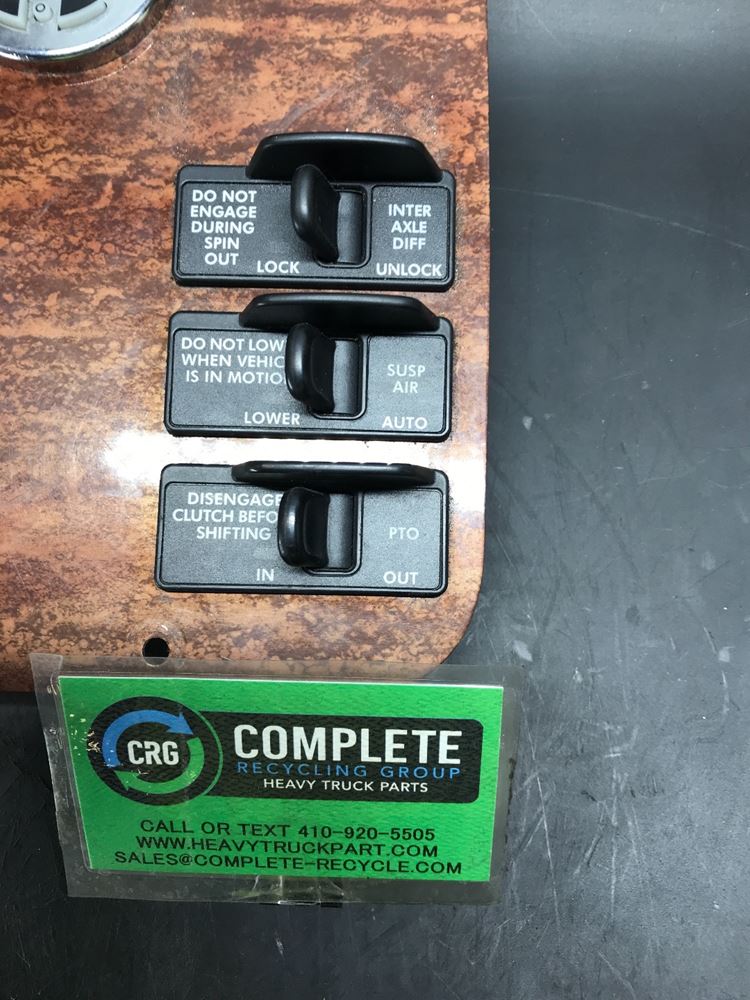 DO NOT
ENGAGE
DURING
SPIN
OUT
LOCK
INTER
AXLE
DIFF
UNLOCK
DO NOT LOW
WHEN VEHIC
IS IN MOTIO
LOWER
SUSP
AIR
AUTO
DISENGAGE
CLUTCH BEFO
SHIFTING
IN
PTO
OUT
CRG
COMPLETE
RECYCLING GROUP
HEAVY TRUCK PARTS
CALL OR TEXT 410-920-5505
WWW.HEAVYTRUCKPART.COM
SALES@COMPLETE-RECYCLE.COM